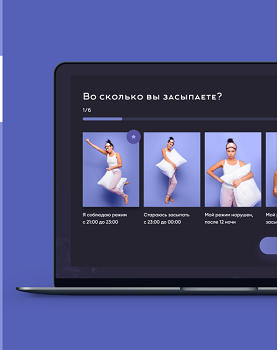 Во сколько вы засыпаете?
1/6
Я соблюдаю режим
с 21:00 до 23:00
Стараюсь засыпать
с 23:00 до 00:00
Мой режим нарушен,
после 12 ночи
Мой